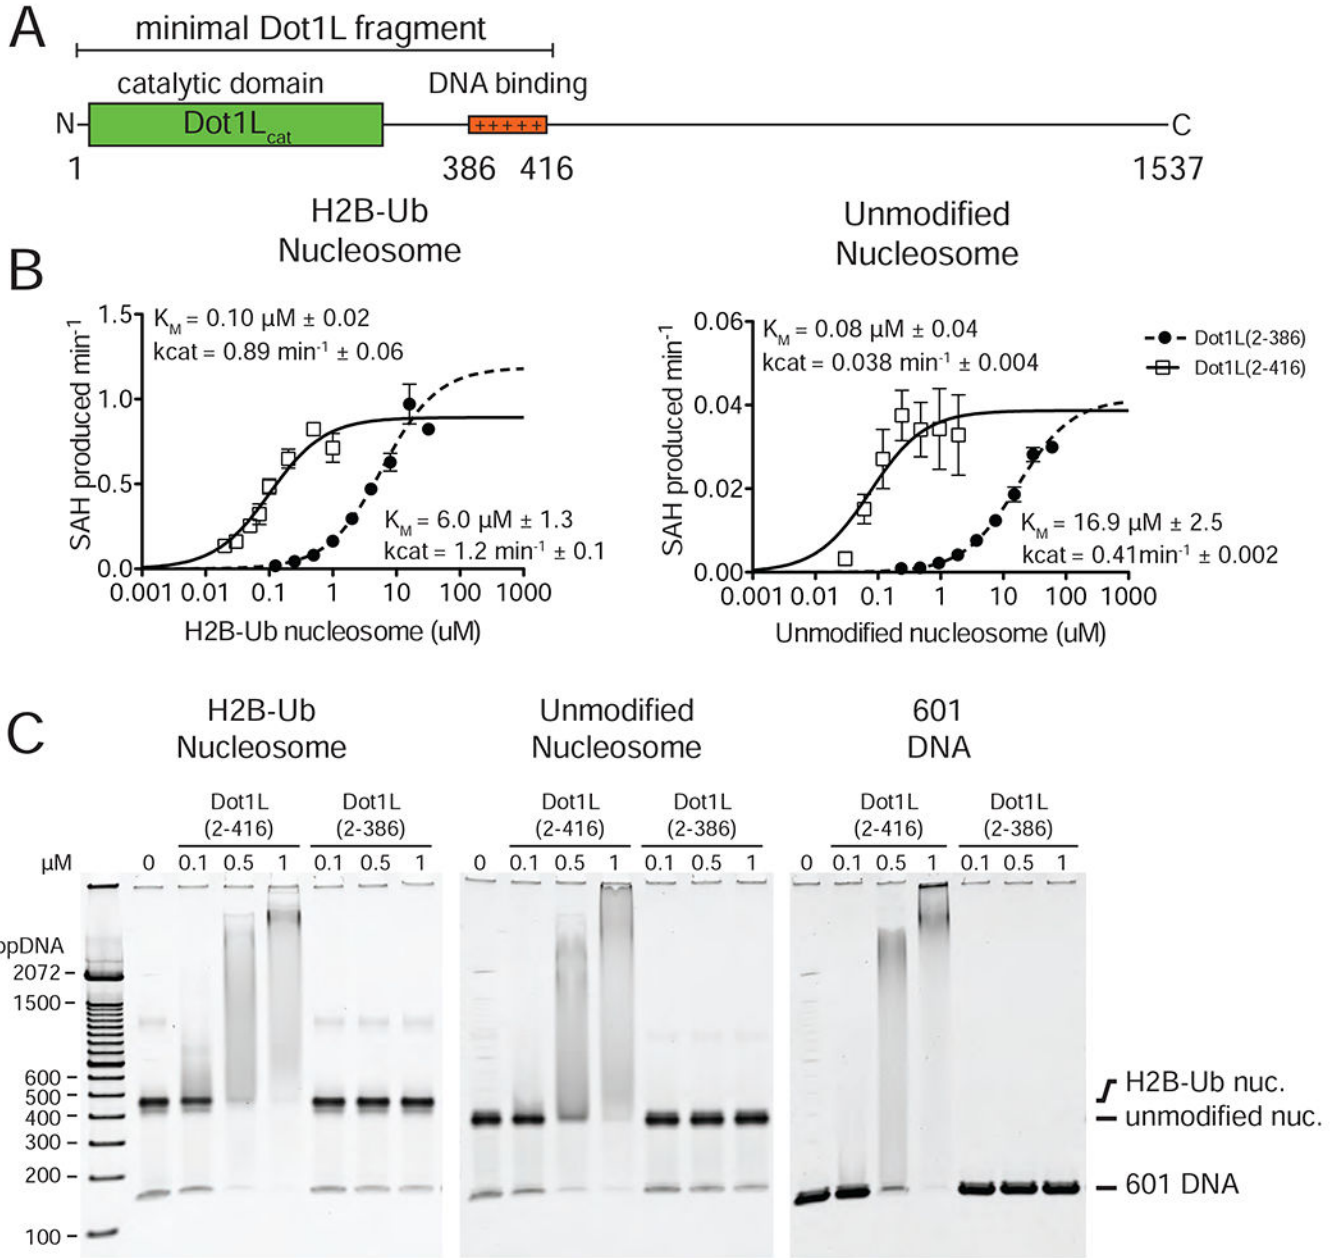 A
minimal Dot1L fragment
catalytic domain
DNA binding
N
Dot1Lcat
+++++
C
1
386
416
1537
B
H2B-Ub
Nucleosome
1.5
1.0
0.5
0.0
SAH produced min-1
KM = 0.10 µM ± 0.02
kcat = 0.89 min-1 ± 0.06
KM = 6.0 µM ± 1.3
kcat = 1.2 min-1 ± 0.1
0.001 0.01 0.1 1 10 100 1000
H2B-Ub nucleosome (uM)
Unmodified
Nucleosome
0.06
0.04
0.02
0.00
SAH produced min-1
KM = 0.08 µM ± 0.04
kcat = 0.038 min-1 ± 0.004
KM = 16.9 µM ± 2.5
kcat = 0.41min-1 ± 0.002
0.001 0.01 0.1 1 10 100 1000
Unmodified nucleosome (uM)
Dot1L(2-386)
Dot1L(2-416)
C
H2B-Ub
Nucleosome
Unmodified
Nucleosome
601
DNA
Dot1L
(2-416)
Dot1L
(2-386)
Dot1L
(2-416)
Dot1L
(2-386)
Dot1L
(2-416)
Dot1L
(2-386)
µM 0 0.1 0.5 1 0.1 0.5 1 0 0.1 0.5 1 0.1 0.5 1 0 0.1 0.5 1 0.1 0.5 1
bpDNA
2072
1500
600
500
400
300
200
100
H2B-Ub nuc.
unmodified nuc.
601 DNA